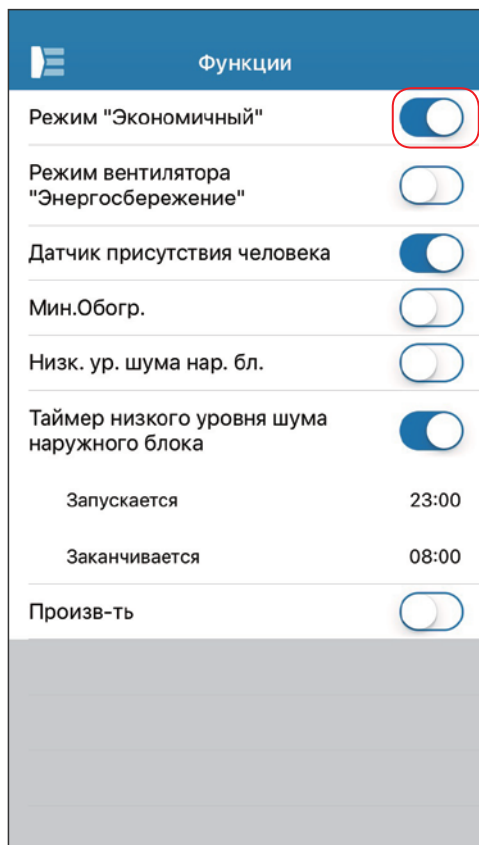 Функции
Режим "Экономичный"
Режим вентилятора
"Энергосбережение"
Датчик присутствия человека
Мин.Обогр.
Низк. ур. шума нар. бл.
Таймер низкого уровня шума
наружного блока
Запускается 23:00
Заканчивается 08:00
Произв-ть